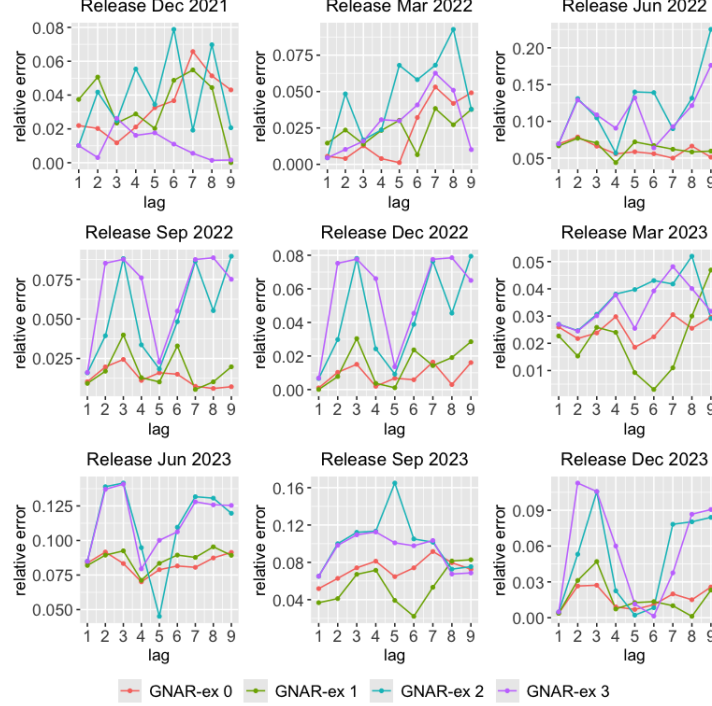 Release Dec 2021
Release Mar 2022
Release Jun 2022
relative error
0.08
0.06
0.04
0.02
0.00
1 2 3 4 5 6 7 8 9
lag
relative error
0.075
0.050
0.025
0.000
1 2 3 4 5 6 7 8 9
lag
relative error
0.20
0.15
0.10
0.05
1 2 3 4 5 6 7 8 9
lag
Release Sep 2022
Release Dec 2022
Release Mar 2023
relative error
0.075
0.050
0.025
1 2 3 4 5 6 7 8 9
lag
relative error
0.08
0.06
0.04
0.02
0.00
1 2 3 4 5 6 7 8 9
lag
relative error
0.05
0.04
0.03
0.02
0.01
1 2 3 4 5 6 7 8 9
lag
Release Jun 2023
Release Sep 2023
Release Dec 2023
relative error
0.125
0.100
0.075
0.050
1 2 3 4 5 6 7 8 9
lag
relative error
0.16
0.12
0.08
0.04
1 2 3 4 5 6 7 8 9
lag
relative error
0.09
0.06
0.03
0.00
1 2 3 4 5 6 7 8 9
lag
GNAR-ex 0 GNAR-ex 1 GNAR-ex 2 GNAR-ex 3